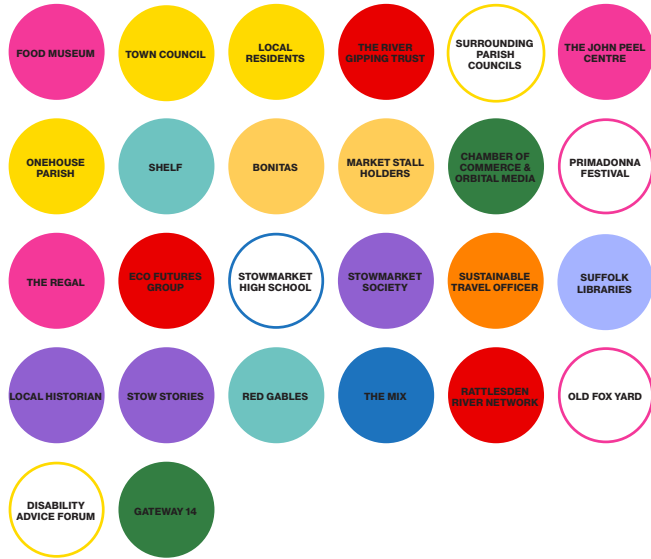 FOOD MUSEUM
TOWN COUNCIL
LOCAL
RESIDENTS
THE RIVER
GIPPING TRUST
SURROUNDING
PARISH
COUNCILS
THE JOHN PEEL
CENTRE
ONEHOUSE
PARISH
SHELF
BONITAS
MARKET STALL
HOLDERS
CHAMBER OF
COMMERCE &
ORBITAL MEDIA
PRIMADONNA
FESTIVAL
THE REGAL
ECO FUTURES
GROUP
STOWMARKET
HIGH SCHOOL
STOWMARKET
SOCIETY
SUSTAINABLE
TRAVEL OFFICER
SUFFOLK
LIBRARIES
LOCAL HISTORIAN
STOW STORIES
RED GABLES
THE MIX
RATTLESDEN
RIVER NETWORK
OLD FOX YARD
DISABILITY
ADVICE FORUM
GATEWAY 14